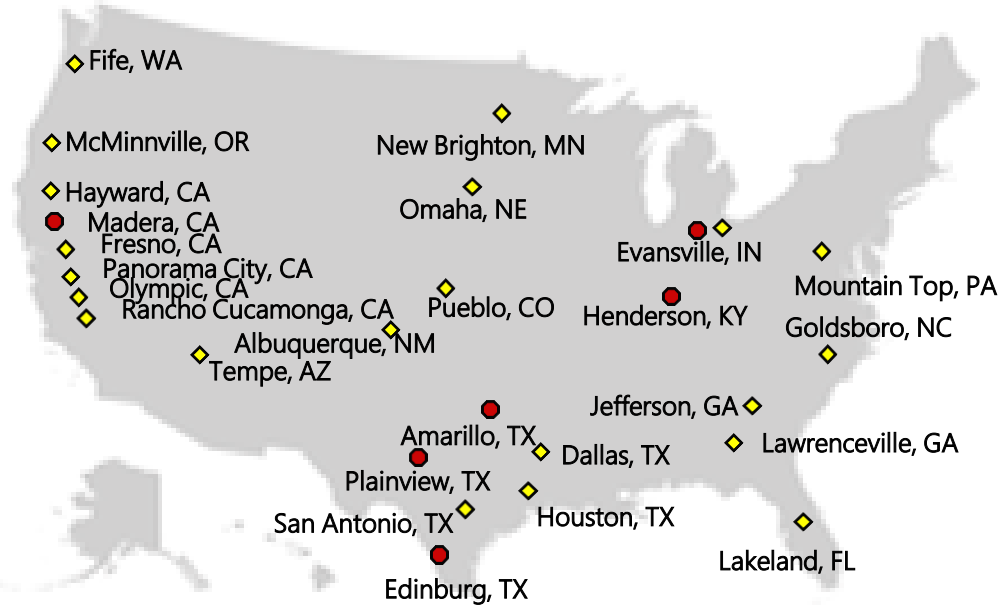 Fife, WA
McMinnville, OR
New Brighton, MN
Hayward, CA
Omaha, NE
Madera, CA
Fresno, CA
Evansville, IN
Panorama City, CA
Olympic, CA
Mountain Top, PA
Rancho Cucamonga, CA
Pueblo, CO
Henderson, KY
Goldsboro, NC
Albuquerque, NM
Tempe, AZ
Jefferson, GA
Amarillo, TX
Lawrenceville, GA
Dallas, TX
Plainview, TX
San Antonio, TX
Houston, TX
Lakeland, FL
Edinburg, TX